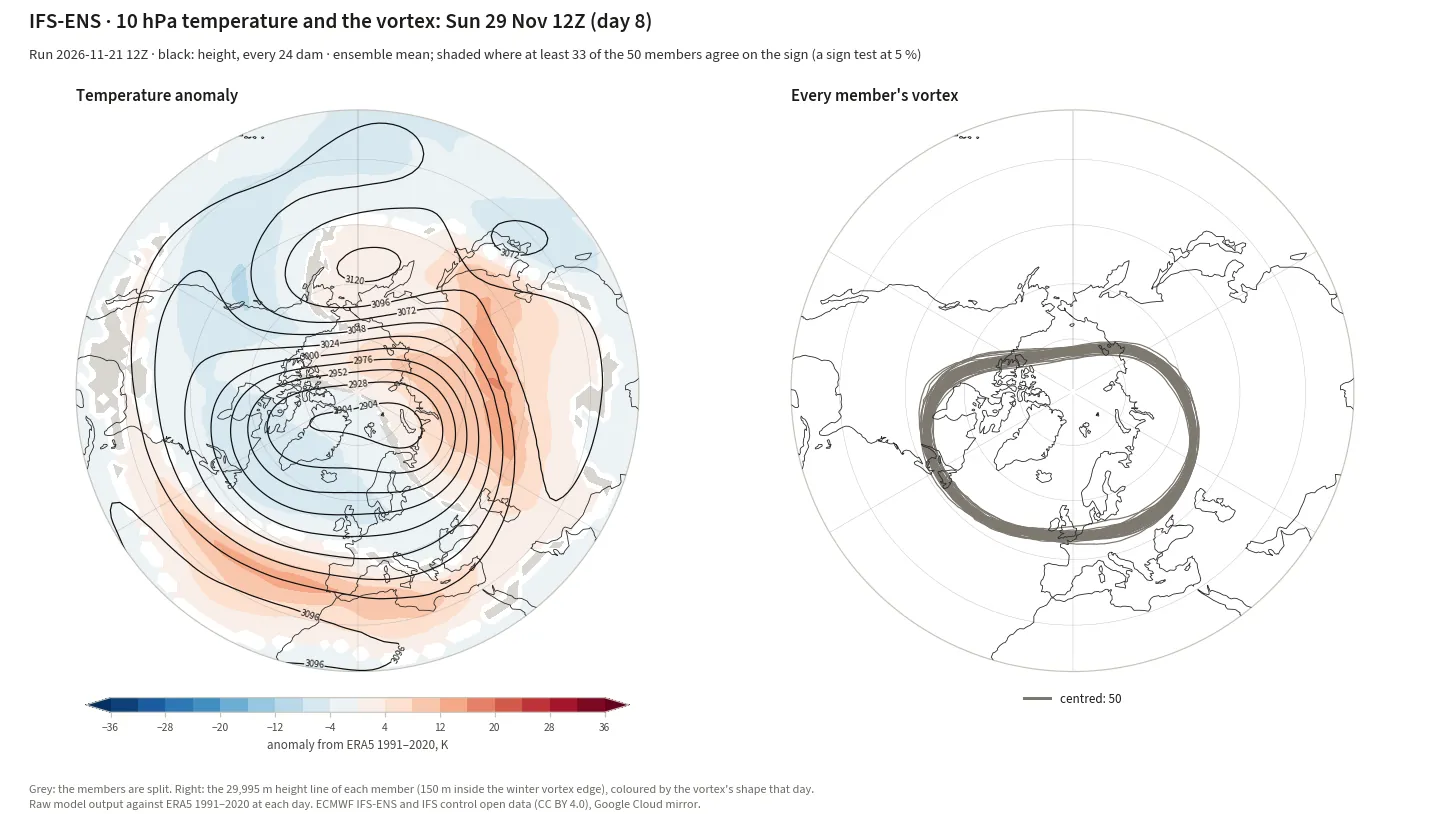 IFS-ENS · 10 hPa temperature and the vortex: Sun 29 Nov 12Z (day 8)
Run 2026-11-21 12Z · black: height, every 24 dam · ensemble mean; shaded where at least 33 of the 50 members agree on the sign (a sign test at 5 %)
Temperature anomaly
Every member's vortex
3072
3120
3096
3072
3048
3024
3000
2976
2952
2928
2904
2904
3096
3096
3096
centred: 50
−36 −28 −20 −12 −4 4 12 20 28 36
anomaly from ERA5 1991–2020, K
Grey: the members are split. Right: the 29,995 m height line of each member (150 m inside the winter vortex edge), coloured by the vortex's shape that day.
Raw model output against ERA5 1991–2020 at each day. ECMWF IFS-ENS and IFS control open data (CC BY 4.0), Google Cloud mirror.